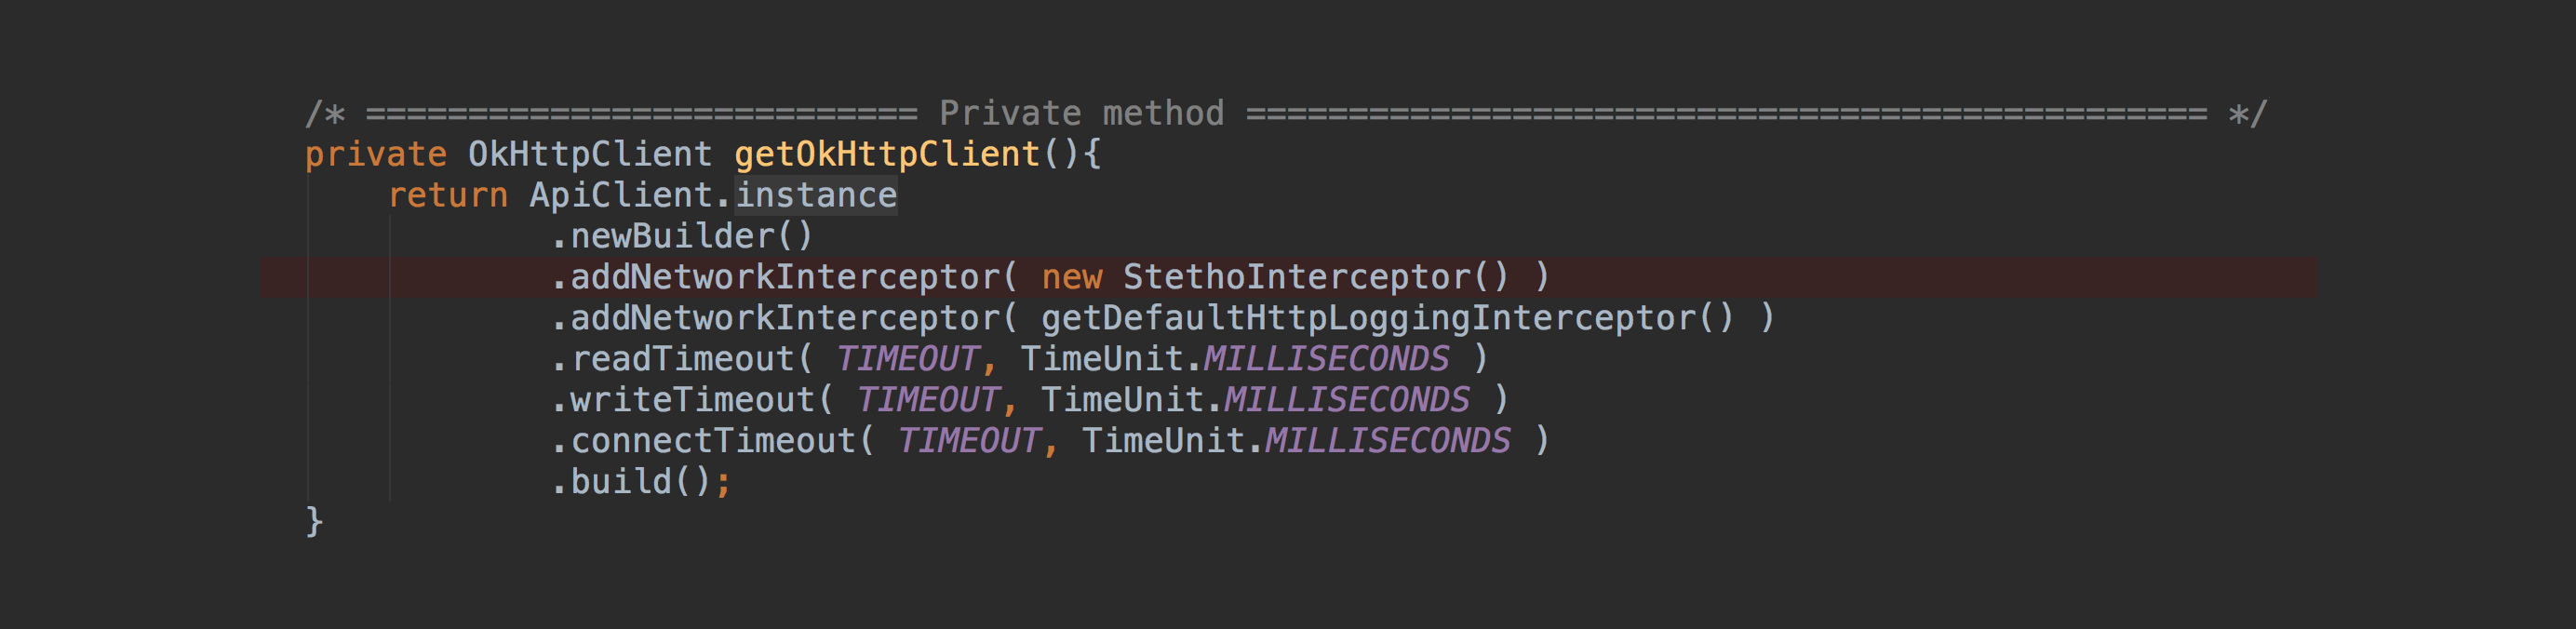 /* =========================== Private method =============================================== */
private OkHttpClient getOkHttpClient(){
    return ApiClient.instance
            .newBuilder()
            .addNetworkInterceptor( new StethoInterceptor() )
            .addNetworkInterceptor( getDefaultHttpLoggingInterceptor() )
            .readTimeout( TIMEOUT, TimeUnit.MILLISECONDS )
            .writeTimeout( TIMEOUT, TimeUnit.MILLISECONDS )
            .connectTimeout( TIMEOUT, TimeUnit.MILLISECONDS )
            .build();
}